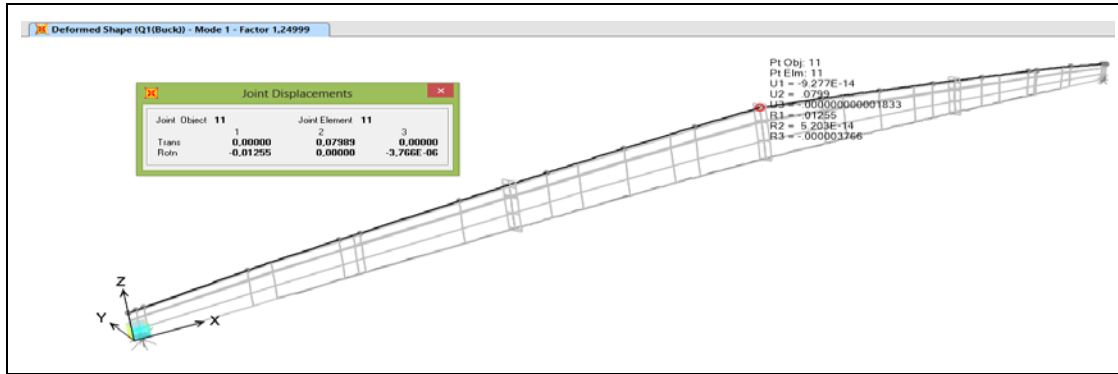 Deformed Shape (Q1(Buck)) - Mode 1 - Factor 1,24999
Pt Obj: 11
Pt Elm: 11
U1 = -9.277E-14
U2 = .0799
U3 = -.000000000001833
R1 = -.01255
R2 = 5.203E-14
R3 = -.000003766
Joint Displacements
Joint Object 11 Joint Element 11
1 2 3
Trans 0,00000 0,07989 0,00000
Rotn -0,01255 0,00000 -3,766E-06
Z
Y
X